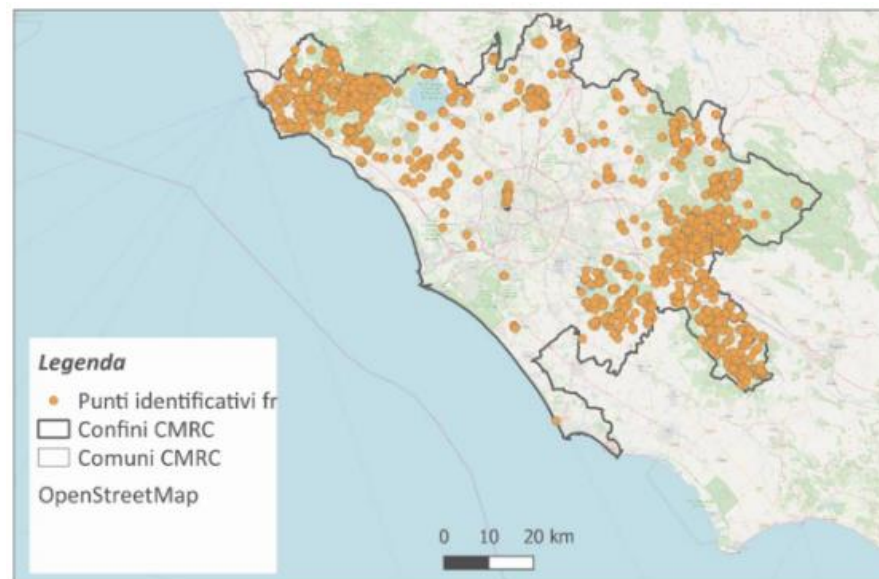 Legenda
Punti identificativi fr
Confini CMRC
Comuni CMRC
OpenStreetMap
0 10 20 km